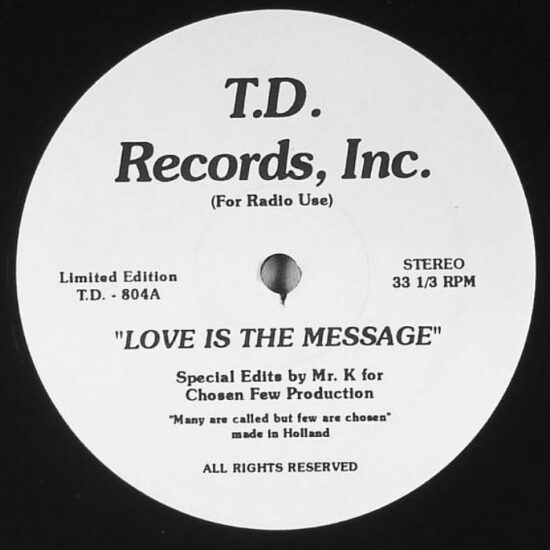 T.D.
Records, Inc.
(For Radio Use)
Limited Edition
T.D. - 804A
STEREO
33 1/3 RPM
"LOVE IS THE MESSAGE"
Special Edits by Mr. K for
Chosen Few Production
"Many are called but few are chosen"
made in Holland
ALL RIGHTS RESERVED